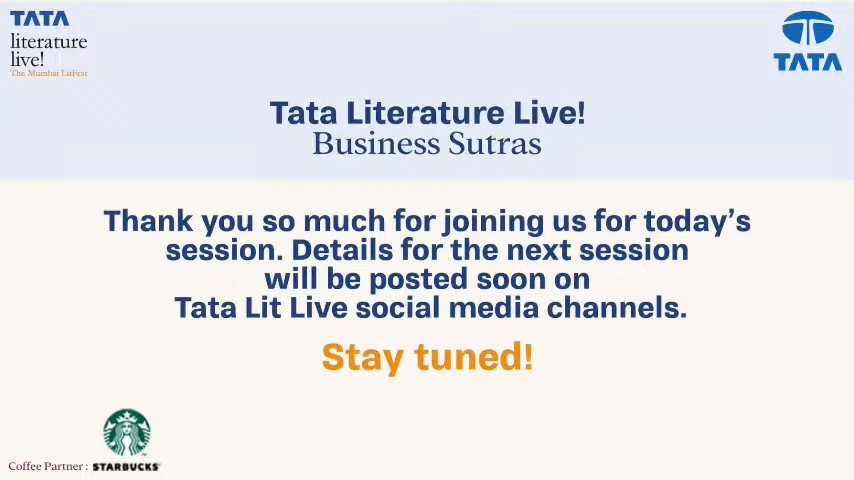 TATA
literature
live!
The Mumbai LitFest
TATA
Tata Literature Live!
Business Sutras
Thank you so much for joining us for today’s
session. Details for the next session
will be posted soon on
Tata Lit Live social media channels.
Stay tuned!
Coffee Partner : STARBUCKS